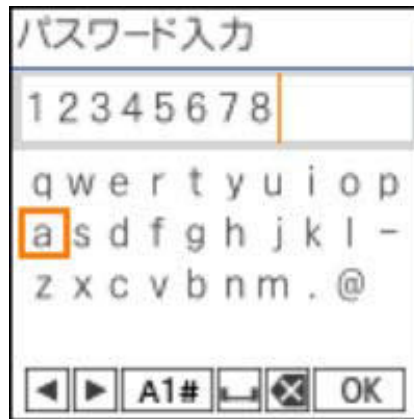 パスワード入力
12345678
q w e r t y u i o p
a s d f g h j k l -
z x c v b n m . @
◀ ▶ A1# ␣ ⌫ OK